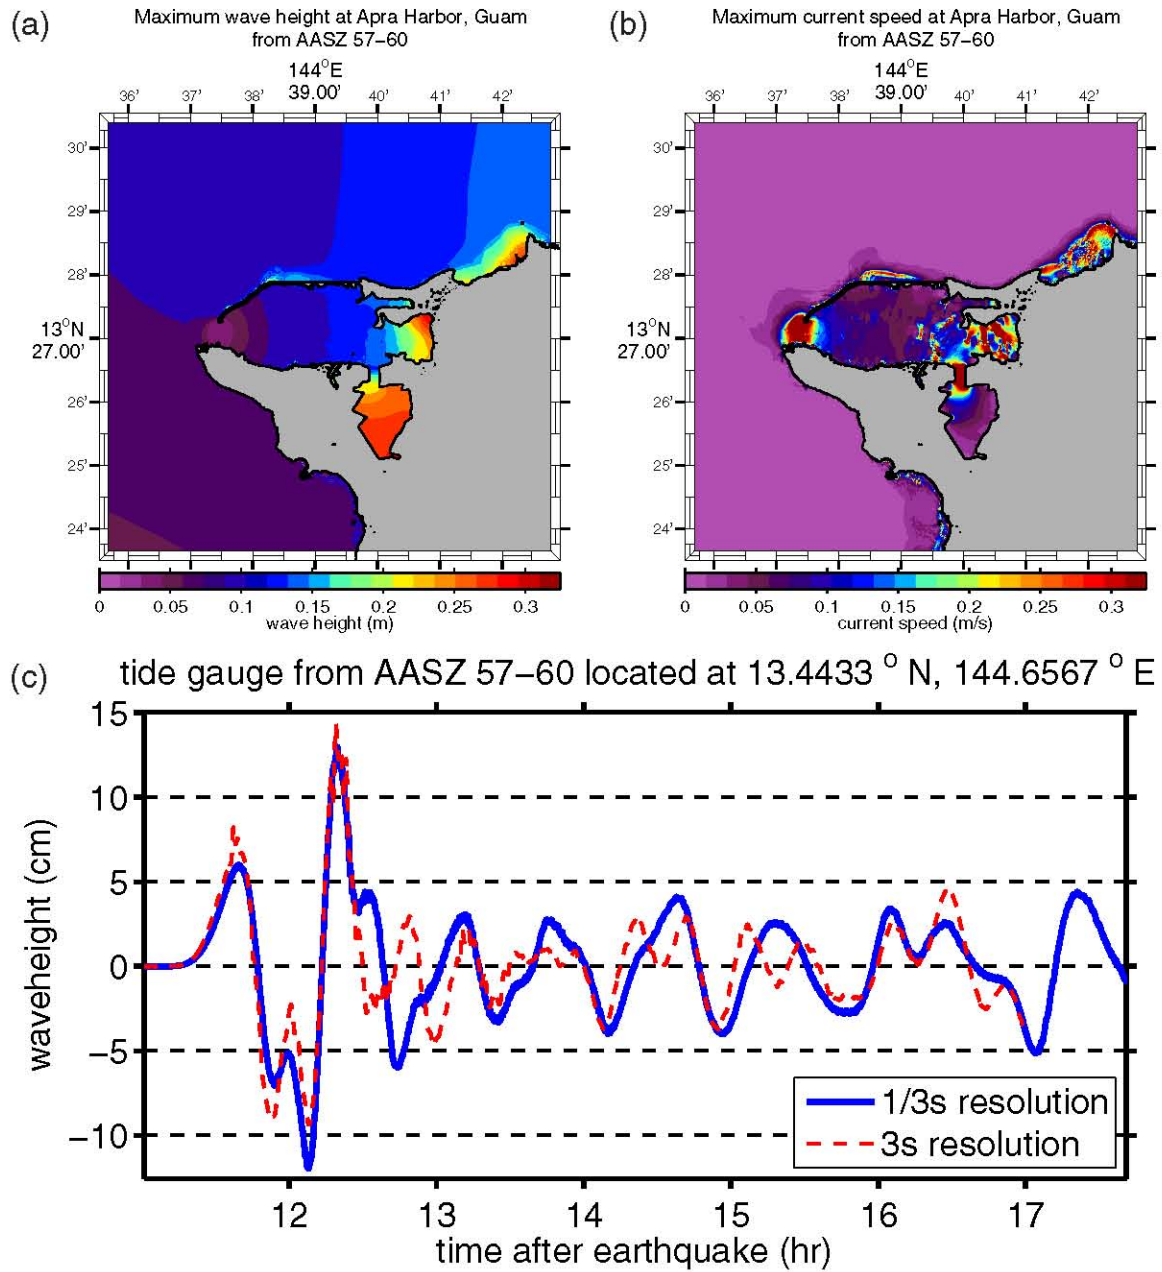 (a)
Maximum wave height at Apra Harbor, Guam
from AASZ 57−60
144°E
36' 37' 38' 39.00' 40' 41' 42'
30'
29'
28'
13°N
27.00'
26'
25'
24'
0 0.05 0.1 0.15 0.2 0.25 0.3
wave height (m)
(b)
Maximum current speed at Apra Harbor, Guam
from AASZ 57−60
144°E
36' 37' 38' 39.00' 40' 41' 42'
30'
29'
28'
13°N
27.00'
26'
25'
24'
0 0.05 0.1 0.15 0.2 0.25 0.3
current speed (m/s)
(c)
tide gauge from AASZ 57−60 located at 13.4433 ° N, 144.6567 ° E
15
10
5
0
−5
−10
waveheight (cm)
1/3s resolution
3s resolution
12 13 14 15 16 17
time after earthquake (hr)